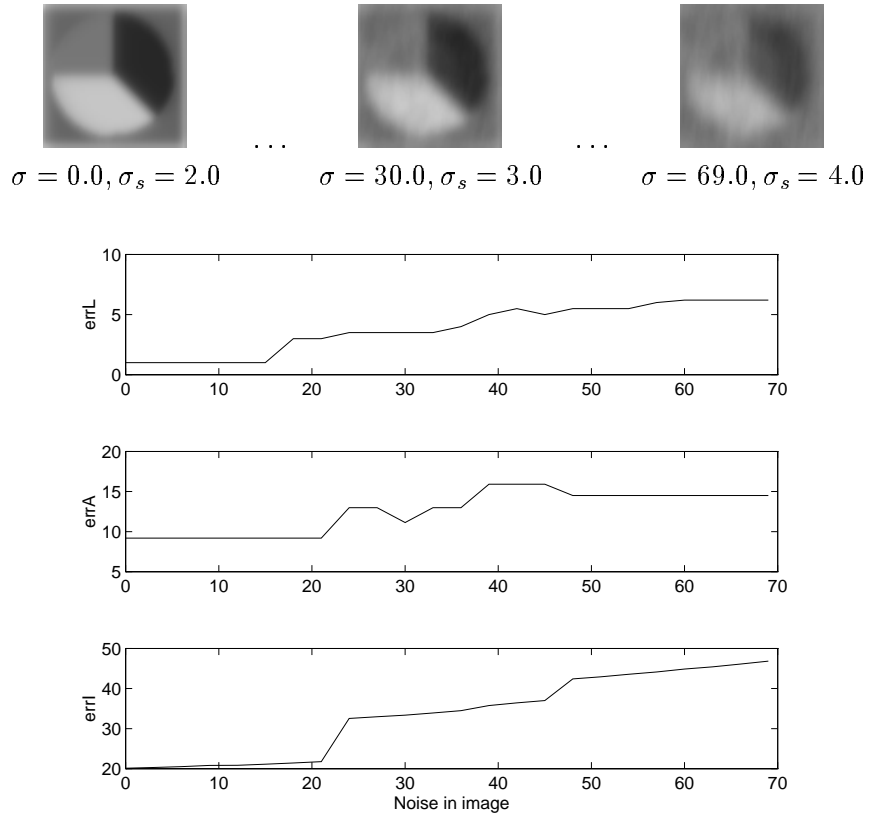 ... ...
σ = 0.0, σ_s = 2.0 σ = 30.0, σ_s = 3.0 σ = 69.0, σ_s = 4.0
10
5
0
errL
0 10 20 30 40 50 60 70
20
15
10
5
errA
0 10 20 30 40 50 60 70
50
40
30
20
errI
0 10 20 30 40 50 60 70
Noise in image